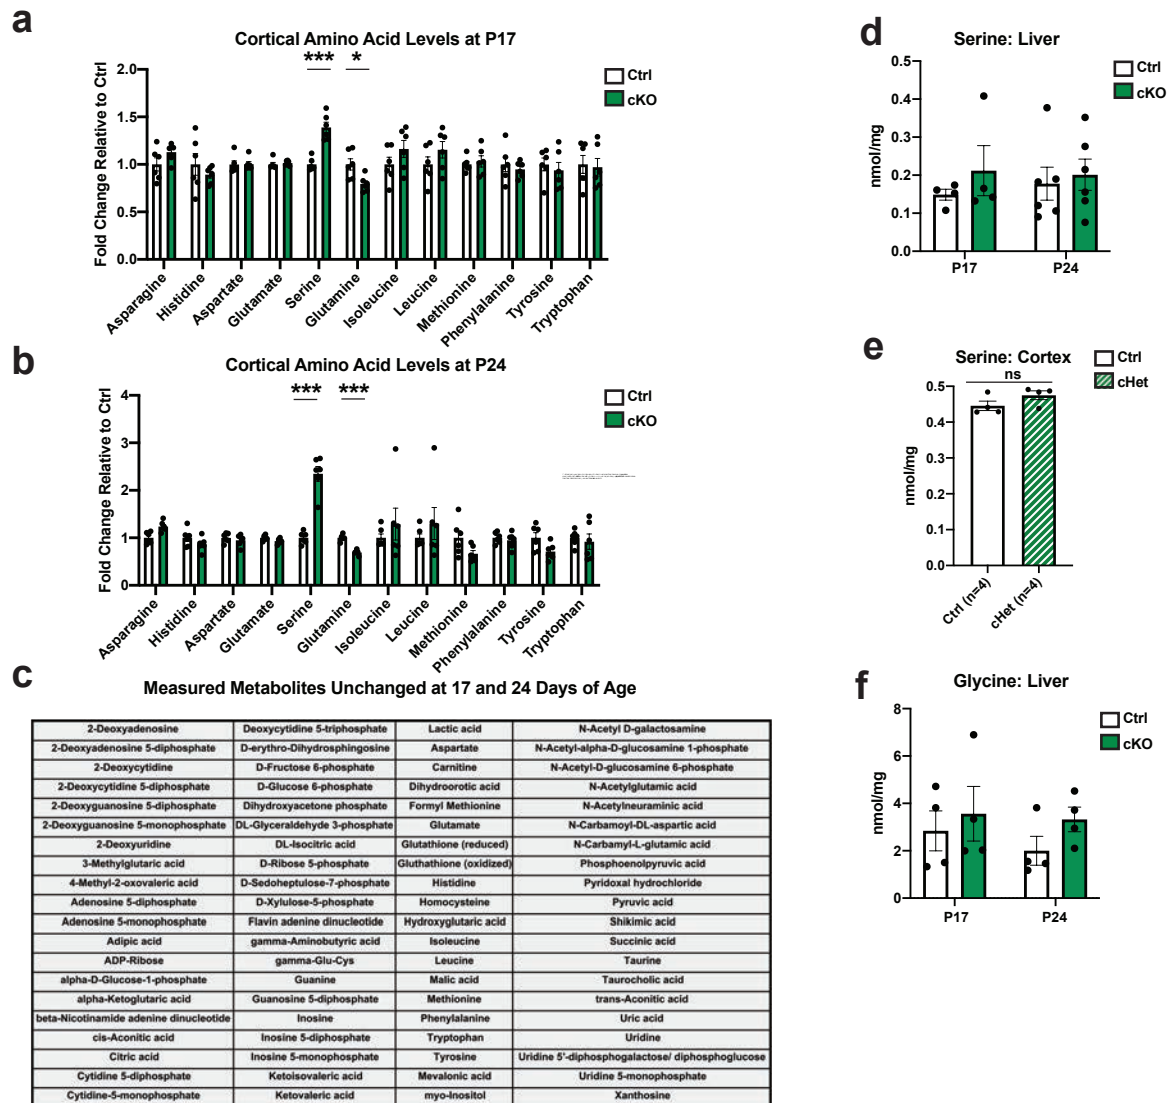 a
Cortical Amino Acid Levels at P17
*** *
Ctrl
cKO
Fold Change Relative to Ctrl
2.0
1.5
1.0
0.5
0.0
Asparagine
Histidine
Aspartate
Glutamate
Serine
Glutamine
Isoleucine
Leucine
Methionine
Phenylalanine
Tyrosine
Tryptophan
b
Cortical Amino Acid Levels at P24
*** ***
Ctrl
cKO
Fold Change Relative to Ctrl
4
3
2
1
0
Asparagine
Histidine
Aspartate
Glutamate
Serine
Glutamine
Isoleucine
Leucine
Methionine
Phenylalanine
Tyrosine
Tryptophan
c
Measured Metabolites Unchanged at 17 and 24 Days of Age
2-Deoxyadenosine Deoxycytidine 5-triphosphate Lactic acid N-Acetyl D-galactosamine
2-Deoxyadenosine 5-diphosphate D-erythro-Dihydrosphingosine Aspartate N-Acetyl-alpha-D-glucosamine 1-phosphate
2-Deoxycytidine D-Fructose 6-phosphate Carnitine N-Acetyl-D-glucosamine 6-phosphate
2-Deoxycytidine 5-diphosphate D-Glucose 6-phosphate Dihydroorotic acid N-Acetylglutamic acid
2-Deoxyguanosine 5-diphosphate Dihydroxyacetone phosphate Formyl Methionine N-Acetylneuraminic acid
2-Deoxyguanosine 5-monophosphate DL-Glyceraldehyde 3-phosphate Glutamate N-Carbamoyl-DL-aspartic acid
2-Deoxyuridine DL-Isocitric acid Glutathione (reduced) N-Carbamyl-L-glutamic acid
3-Methylglutaric acid D-Ribose 5-phosphate Gluthathione (oxidized) Phosphoenolpyruvic acid
4-Methyl-2-oxovaleric acid D-Sedoheptulose-7-phosphate Histidine Pyridoxal hydrochloride
Adenosine 5-diphosphate D-Xylulose-5-phosphate Homocysteine Pyruvic acid
Adenosine 5-monophosphate Flavin adenine dinucleotide Hydroxyglutaric acid Shikimic acid
Adipic acid gamma-Aminobutyric acid Isoleucine Succinic acid
ADP-Ribose gamma-Glu-Cys Leucine Taurine
alpha-D-Glucose-1-phosphate Guanine Malic acid Taurocholic acid
alpha-Ketoglutaric acid Guanosine 5-diphosphate Methionine trans-Aconitic acid
beta-Nicotinamide adenine dinucleotide Inosine Phenylalanine Uric acid
cis-Aconitic acid Inosine 5-diphosphate Tryptophan Uridine
Citric acid Inosine 5-monophosphate Tyrosine Uridine 5'-diphosphogalactose/ diphosphoglucose
Cytidine 5-diphosphate Ketoisovaleric acid Mevalonic acid Uridine 5-monophosphate
Cytidine-5-monophosphate Ketovaleric acid myo-Inositol Xanthosine
d
Serine: Liver
Ctrl
cKO
nmol/mg
0.5
0.4
0.3
0.2
0.1
0.0
P17 P24
e
Serine: Cortex
Ctrl
cHet
ns
nmol/mg
0.5
0.4
0.3
0.2
0.1
0.0
Ctrl (n=4)
cHet (n=4)
f
Glycine: Liver
Ctrl
cKO
nmol/mg
8
6
4
2
0
P17 P24